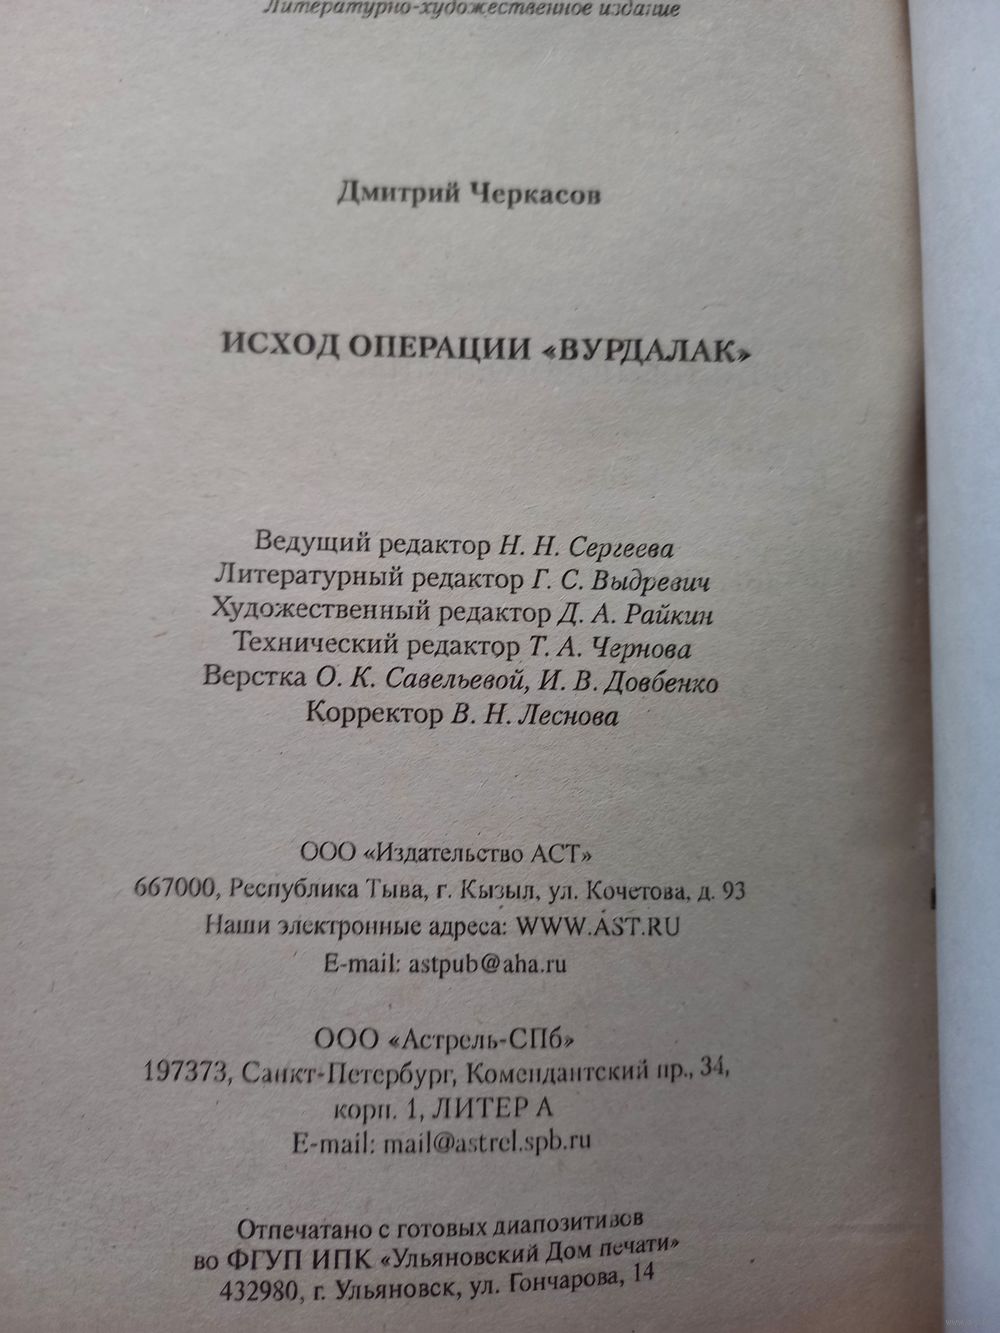 Литературно-художественное издание
Дмитрий Черкасов
ИСХОД ОПЕРАЦИИ «ВУРДАЛАК»
Ведущий редактор Н. Н. Сергеева
Литературный редактор Г. С. Выдревич
Художественный редактор Д. А. Райкин
Технический редактор Т. А. Чернова
Верстка О. К. Савельевой, И. В. Довбенко
Корректор В. Н. Леснова
ООО «Издательство АСТ»
667000, Республика Тыва, г. Кызыл, ул. Кочетова, д. 93
Наши электронные адреса: WWW.AST.RU
E-mail: astpub@aha.ru
ООО «Астрель-СПб»
197373, Санкт-Петербург, Комендантский пр., 34,
корп. 1, ЛИТЕР А
E-mail: mail@astrel.spb.ru
Отпечатано с готовых диапозитивов
во ФГУП ИПК «Ульяновский Дом печати»
432980, г. Ульяновск, ул. Гончарова, 14